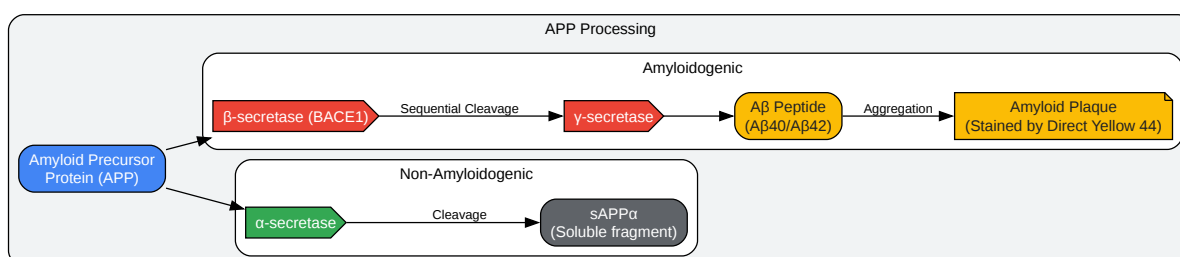 APP Processing
Amyloidogenic
β-secretase (BACE1)
Sequential Cleavage
γ-secretase
Aβ Peptide
(Aβ40/Aβ42)
Aggregation
Amyloid Plaque
(Stained by Direct Yellow 44)
Amyloid Precursor
Protein (APP)
Non-Amyloidogenic
α-secretase
Cleavage
sAPPα
(Soluble fragment)